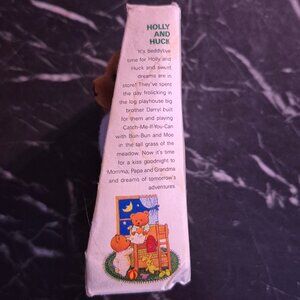 HOLLY
AND
HUCK
It's beddy-bye
time for Holly and
Huck and sweet
dreams are in
store! They've spent
the day frolicking in
the log playhouse big
brother Darryl built
for them and playing
Catch-Me-If-You-Can
with Bun-Bun and Moe
in the tall grass of the
meadow. Now it's time
for a kiss goodnight to
Momma, Papa and Grandma
and dreams of tomorrow's
adventures.